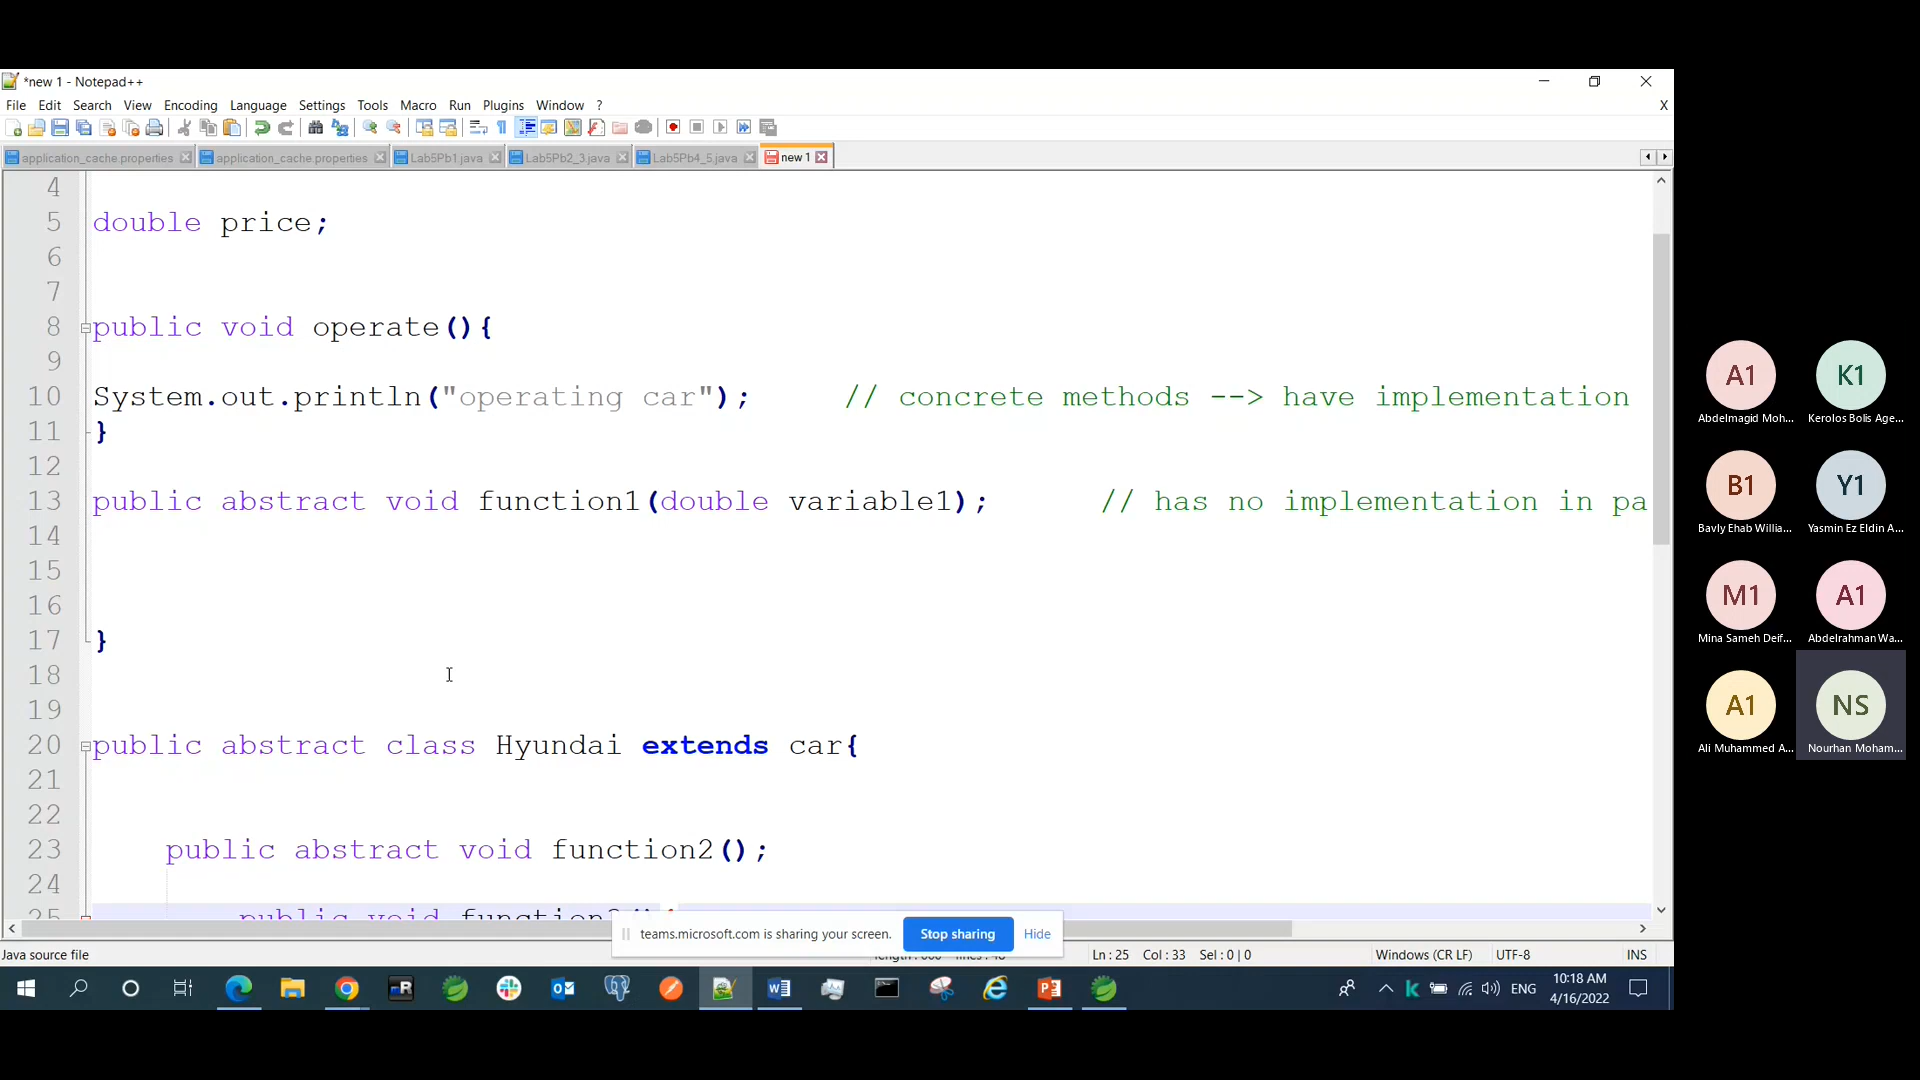 *new 1 - Notepad++
File Edit Search View Encoding Language Settings Tools Macro Run Plugins Window ?
X
application_cache.properties application_cache.properties Lab5Pb1.java Lab5Pb2_3.java Lab5Pb4_5.java new 1
4
5 double price;
6
7
8 public void operate(){
9
10 System.out.println("operating car"); // concrete methods --> have implementation
11 }
12
13 public abstract void function1(double variable1); // has no implementation in pa
14
15
16
17 }
18
19
20 public abstract class Hyundai extends car{
21
22
23 public abstract void function2();
24
25 public void
teams.microsoft.com is sharing your screen. Stop sharing Hide
Java source file
Ln : 25 Col : 33 Sel : 0 | 0 Windows (CR LF) UTF-8 INS
ENG
10:18 AM
4/16/2022
A1 K1
Abdelmagid Moh... Kerolos Bolis Age...
B1 Y1
Bavly Ehab Willia... Yasmin Ez Eldin A...
M1 A1
Mina Sameh Deif... Abdelrahman Wa...
A1 NS
Ali Muhammed A... Nourhan Moham...